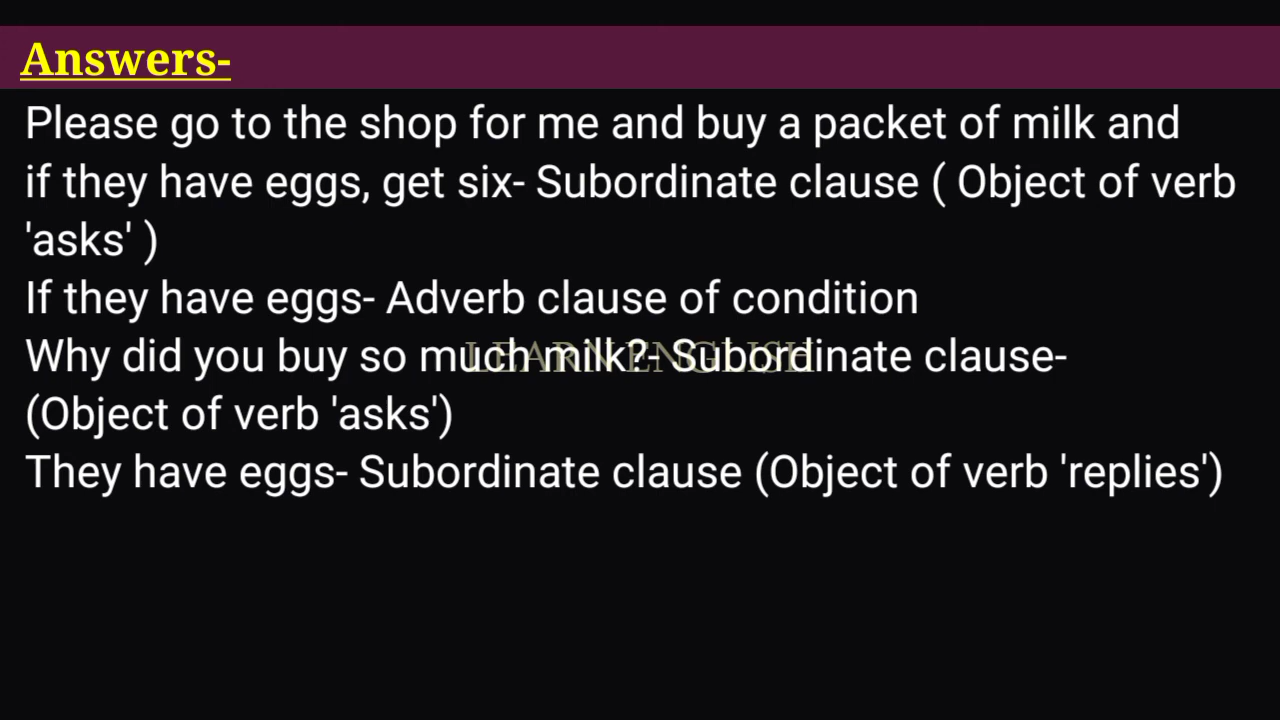 Answers-
Please go to the shop for me and buy a packet of milk and
if they have eggs, get six- Subordinate clause ( Object of verb
'asks' )
If they have eggs- Adverb clause of condition
Why did you buy so much milk?- Subordinate clause-
LEARN ENGLISH
(Object of verb 'asks')
They have eggs- Subordinate clause (Object of verb 'replies')